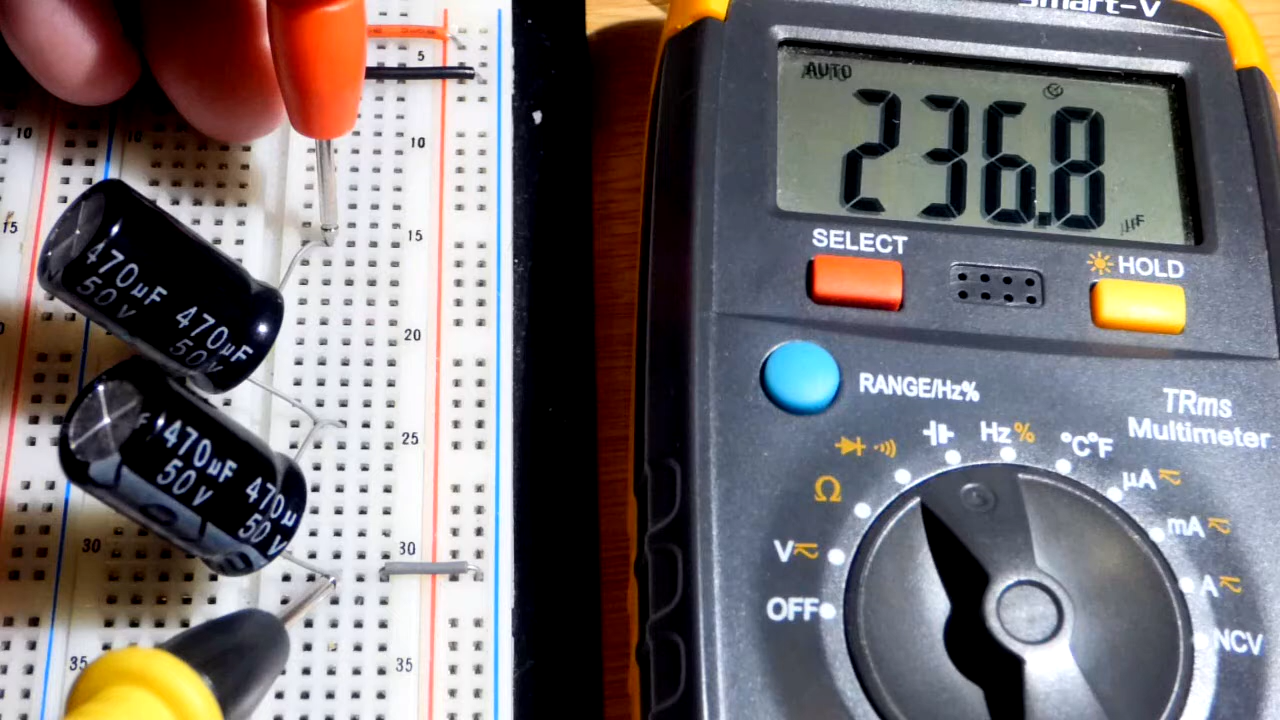 smart-V
AUTO
236.8
µF
SELECT
HOLD
RANGE/Hz%
TRms
Multimeter
Hz%
°C°F
Ω
µA
mA
V
A
OFF
NCV
5
10
10
10
15
15
20
25
30
30
35
35
470µF
50V
470µF
50V
470µF
50V
470µ
50V